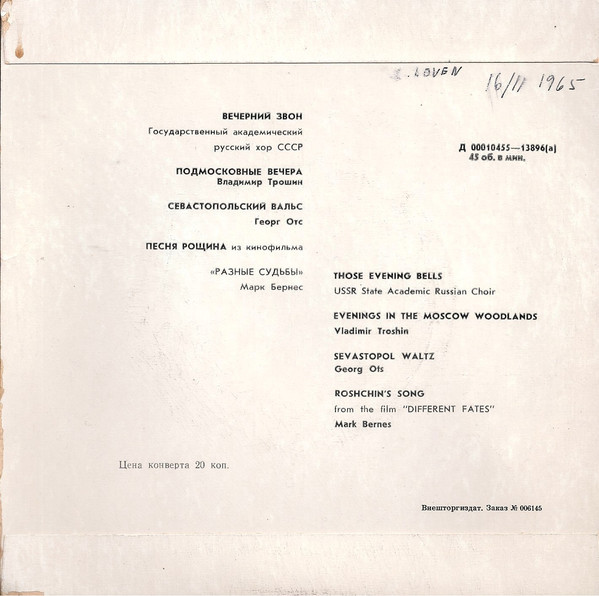 LOVEN
16/11 1965
ВЕЧЕРНИЙ ЗВОН
Государственный академический
русский хор СССР
ПОДМОСКОВНЫЕ ВЕЧЕРА
Владимир Трошин
СЕВАСТОПОЛЬСКИЙ ВАЛЬС
Георг Отс
ПЕСНЯ РОЩИНА из кинофильма
«РАЗНЫЕ СУДЬБЫ»
Марк Бернес
Д 00010455—13896(а)
45 об. в мин.
THOSE EVENING BELLS
USSR State Academic Russian Choir
EVENINGS IN THE MOSCOW WOODLANDS
Vladimir Troshin
SEVASTOPOL WALTZ
Georg Ots
ROSHCHIN'S SONG
from the film "DIFFERENT FATES"
Mark Bernes
Цена конверта 20 коп.
Внешторгиздат. Заказ № 006145